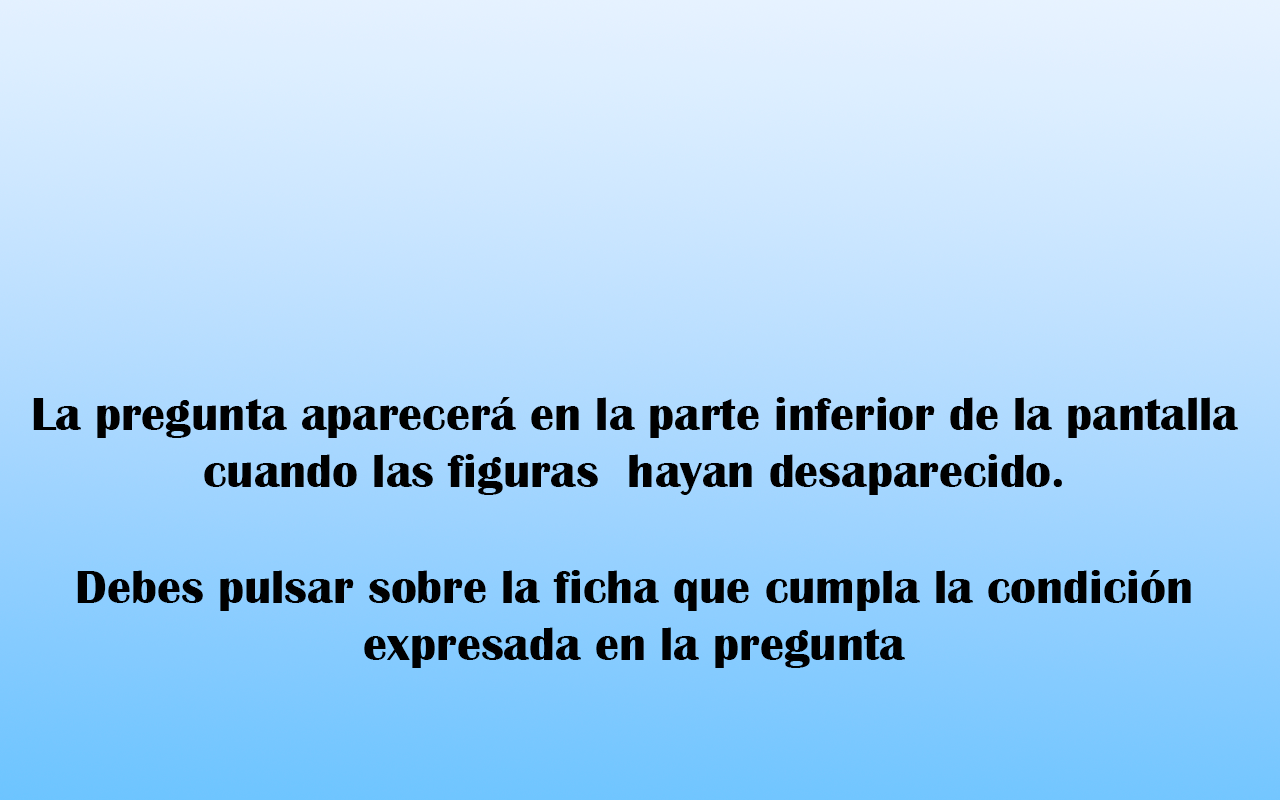 La pregunta aparecerá en la parte inferior de la pantalla
cuando las figuras hayan desaparecido.
Debes pulsar sobre la ficha que cumpla la condición
expresada en la pregunta